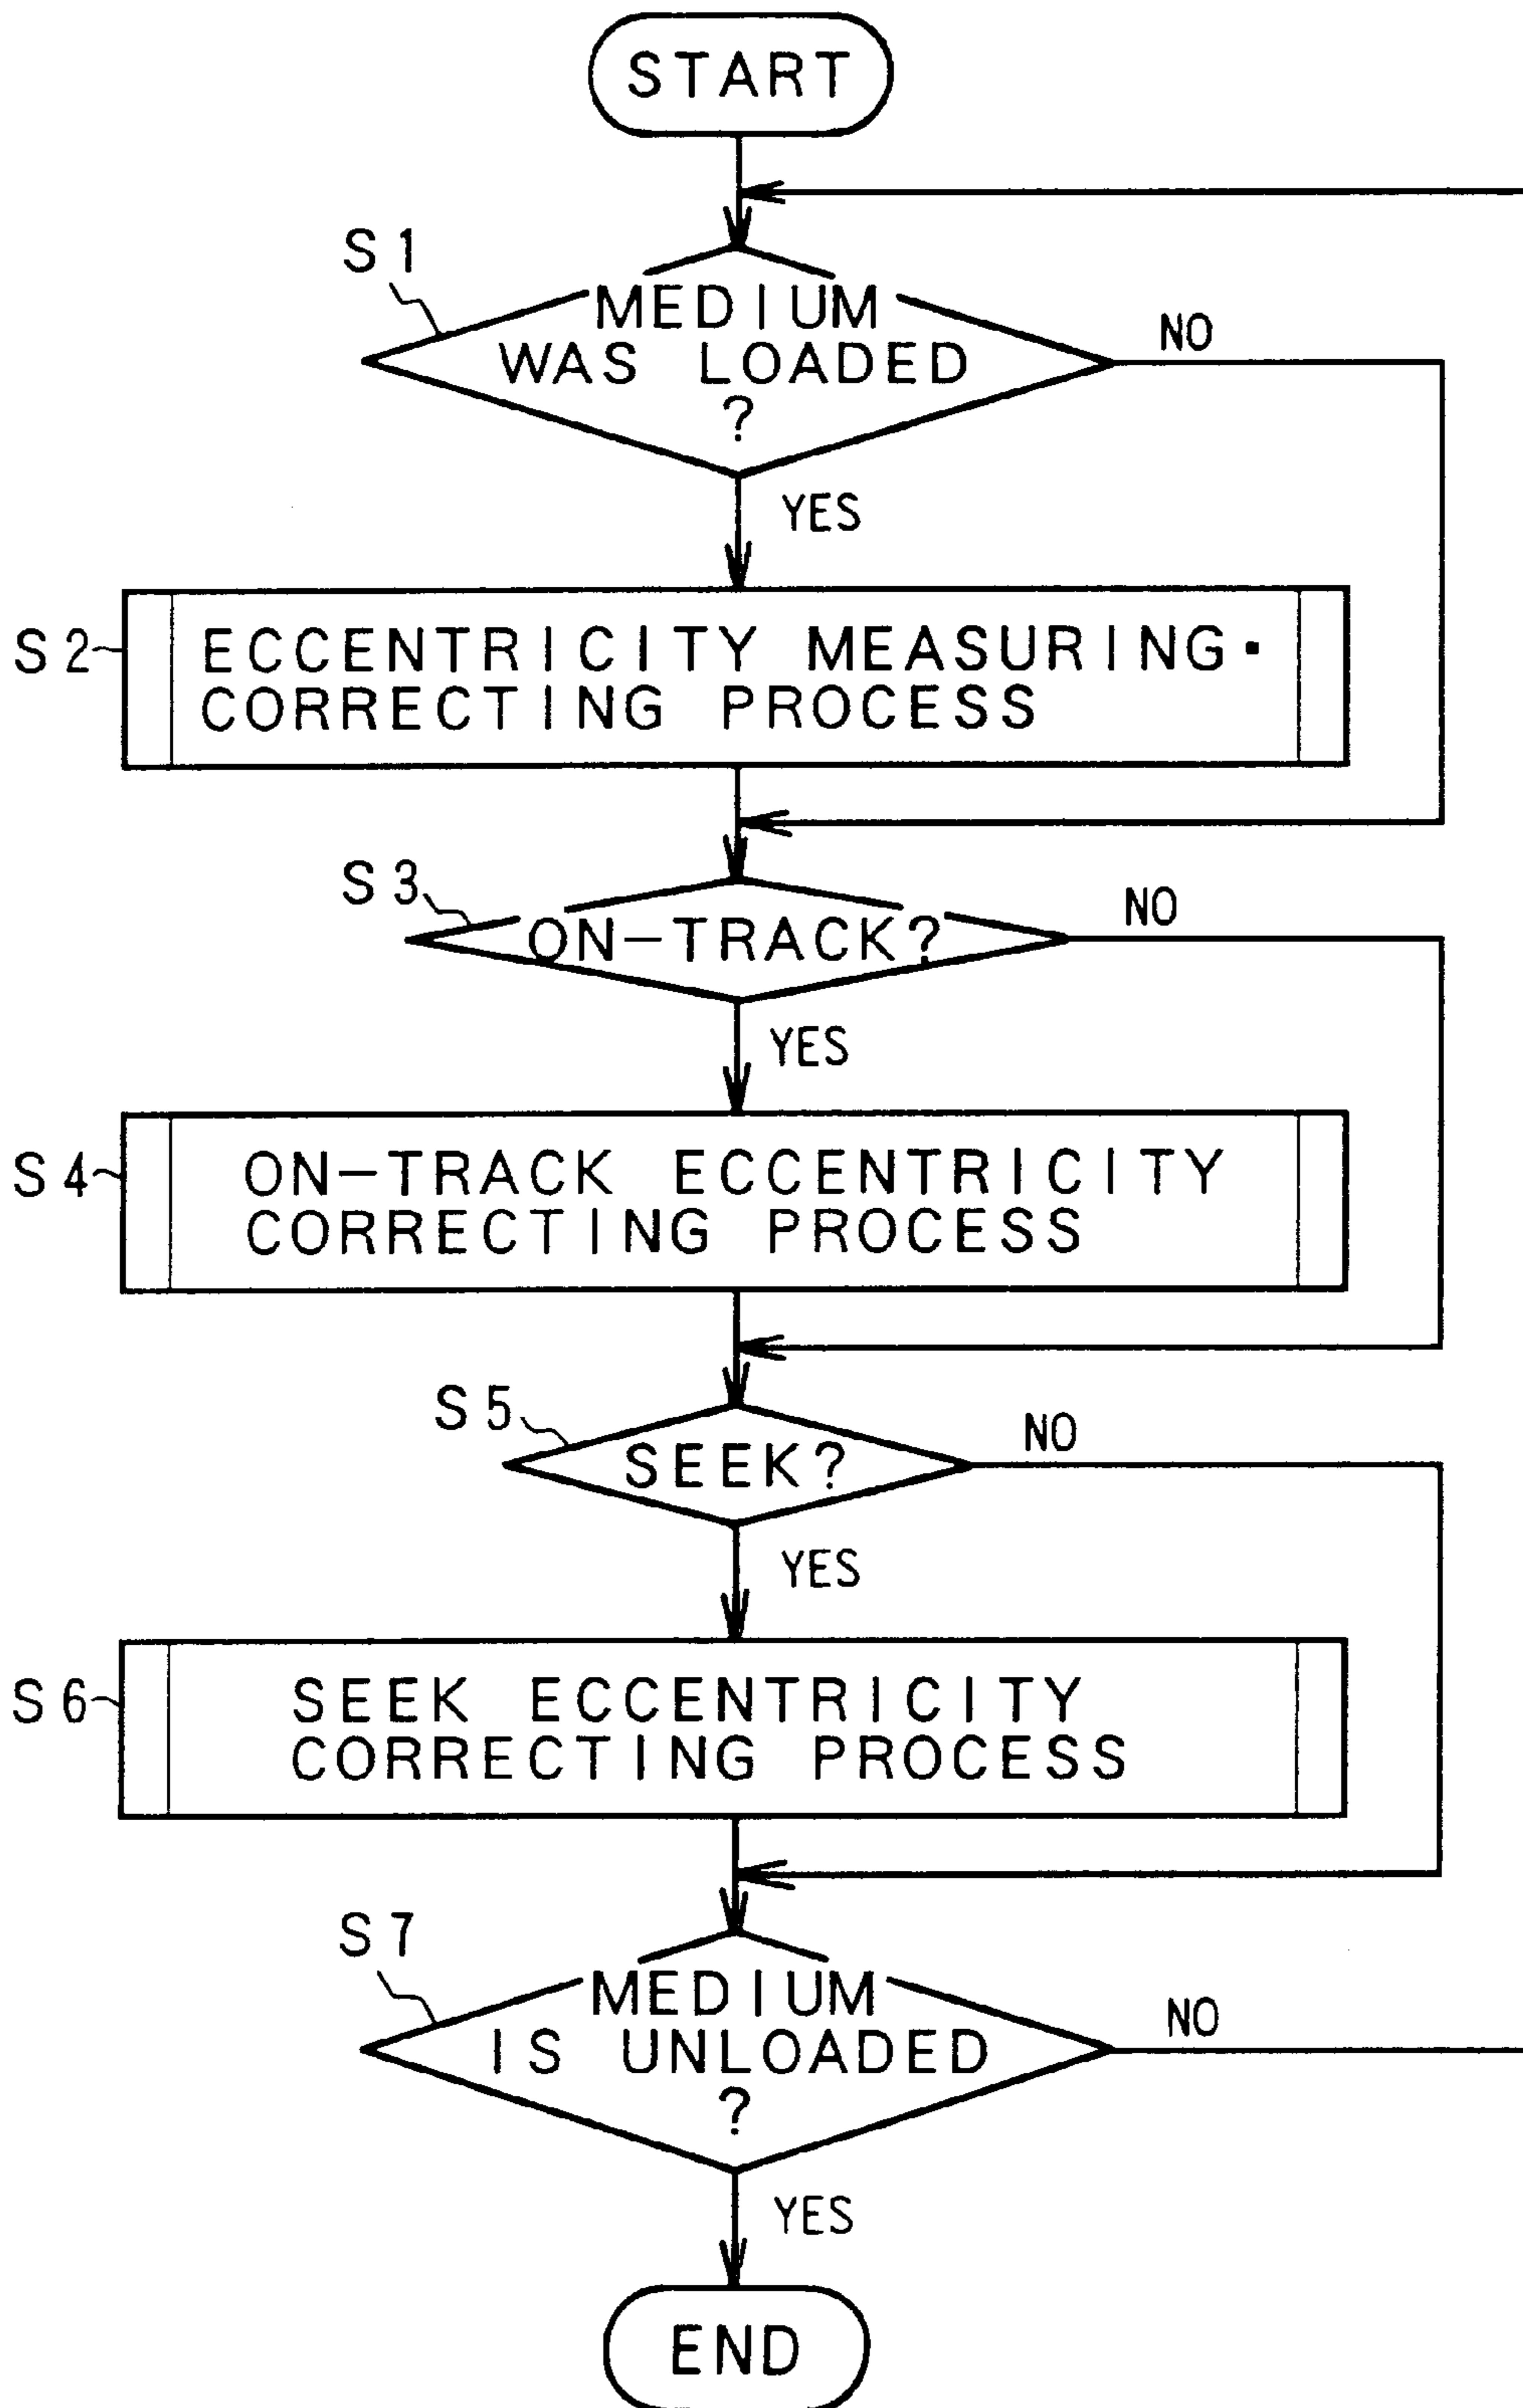 START
S1
MEDIUM
WAS LOADED
?
NO
YES
S2
ECCENTRICITY MEASURING·
CORRECTING PROCESS
S3
ON-TRACK?
NO
YES
S4
ON-TRACK ECCENTRICITY
CORRECTING PROCESS
S5
SEEK?
NO
YES
S6
SEEK ECCENTRICITY
CORRECTING PROCESS
S7
MEDIUM
IS UNLOADED
?
NO
YES
END